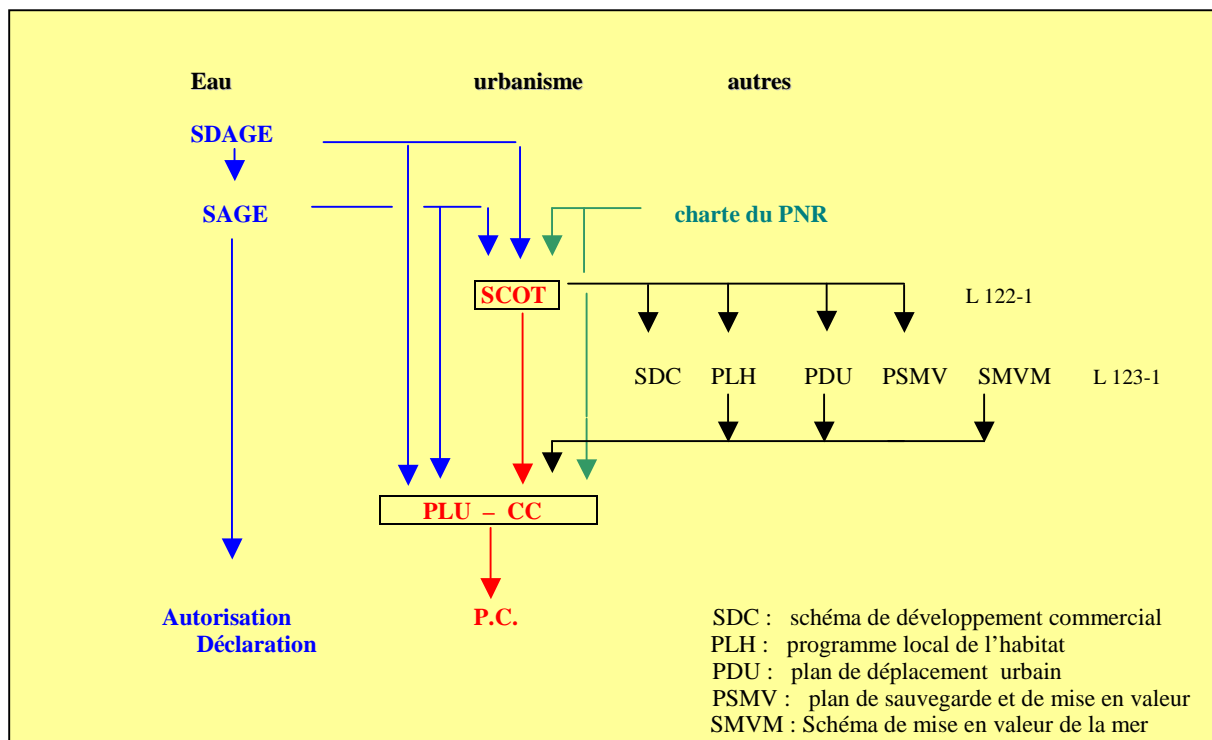 Eau urbanisme autres
SDAGE
SAGE charte du PNR
SCOT L 122-1
SDC PLH PDU PSMV SMVM L 123-1
PLU – CC
Autorisation P.C.
Déclaration
SDC : schéma de développement commercial
PLH : programme local de l’habitat
PDU : plan de déplacement urbain
PSMV : plan de sauvegarde et de mise en valeur
SMVM : Schéma de mise en valeur de la mer